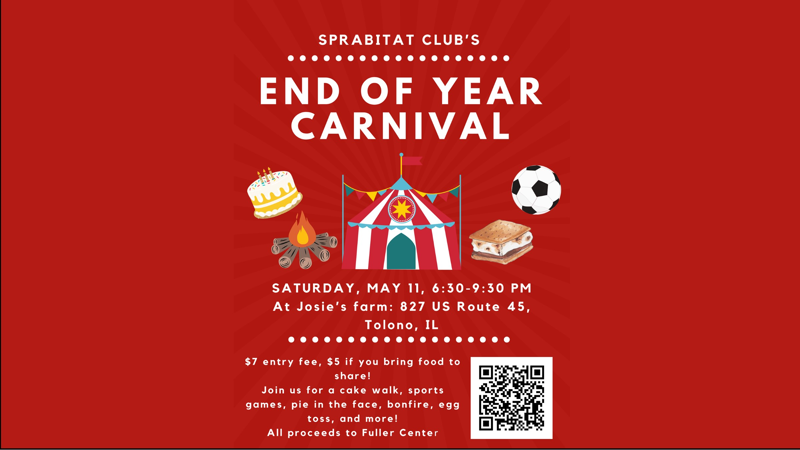 SPRABITAT CLUB'S
END OF YEAR
CARNIVAL
SATURDAY, MAY 11, 6:30-9:30 PM
At Josie's farm: 827 US Route 45,
Tolono, IL
$7 entry fee, $5 if you bring food to
share!
Join us for a cake walk, sports
games, pie in the face, bonfire, egg
toss, and more!
All proceeds to Fuller Center